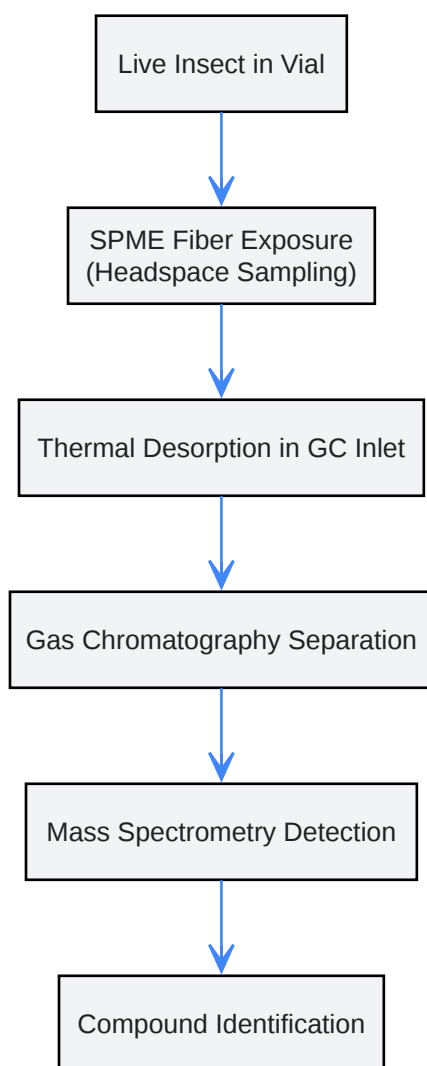 Live Insect in Vial
SPME Fiber Exposure
(Headspace Sampling)
Thermal Desorption in GC Inlet
Gas Chromatography Separation
Mass Spectrometry Detection
Compound Identification